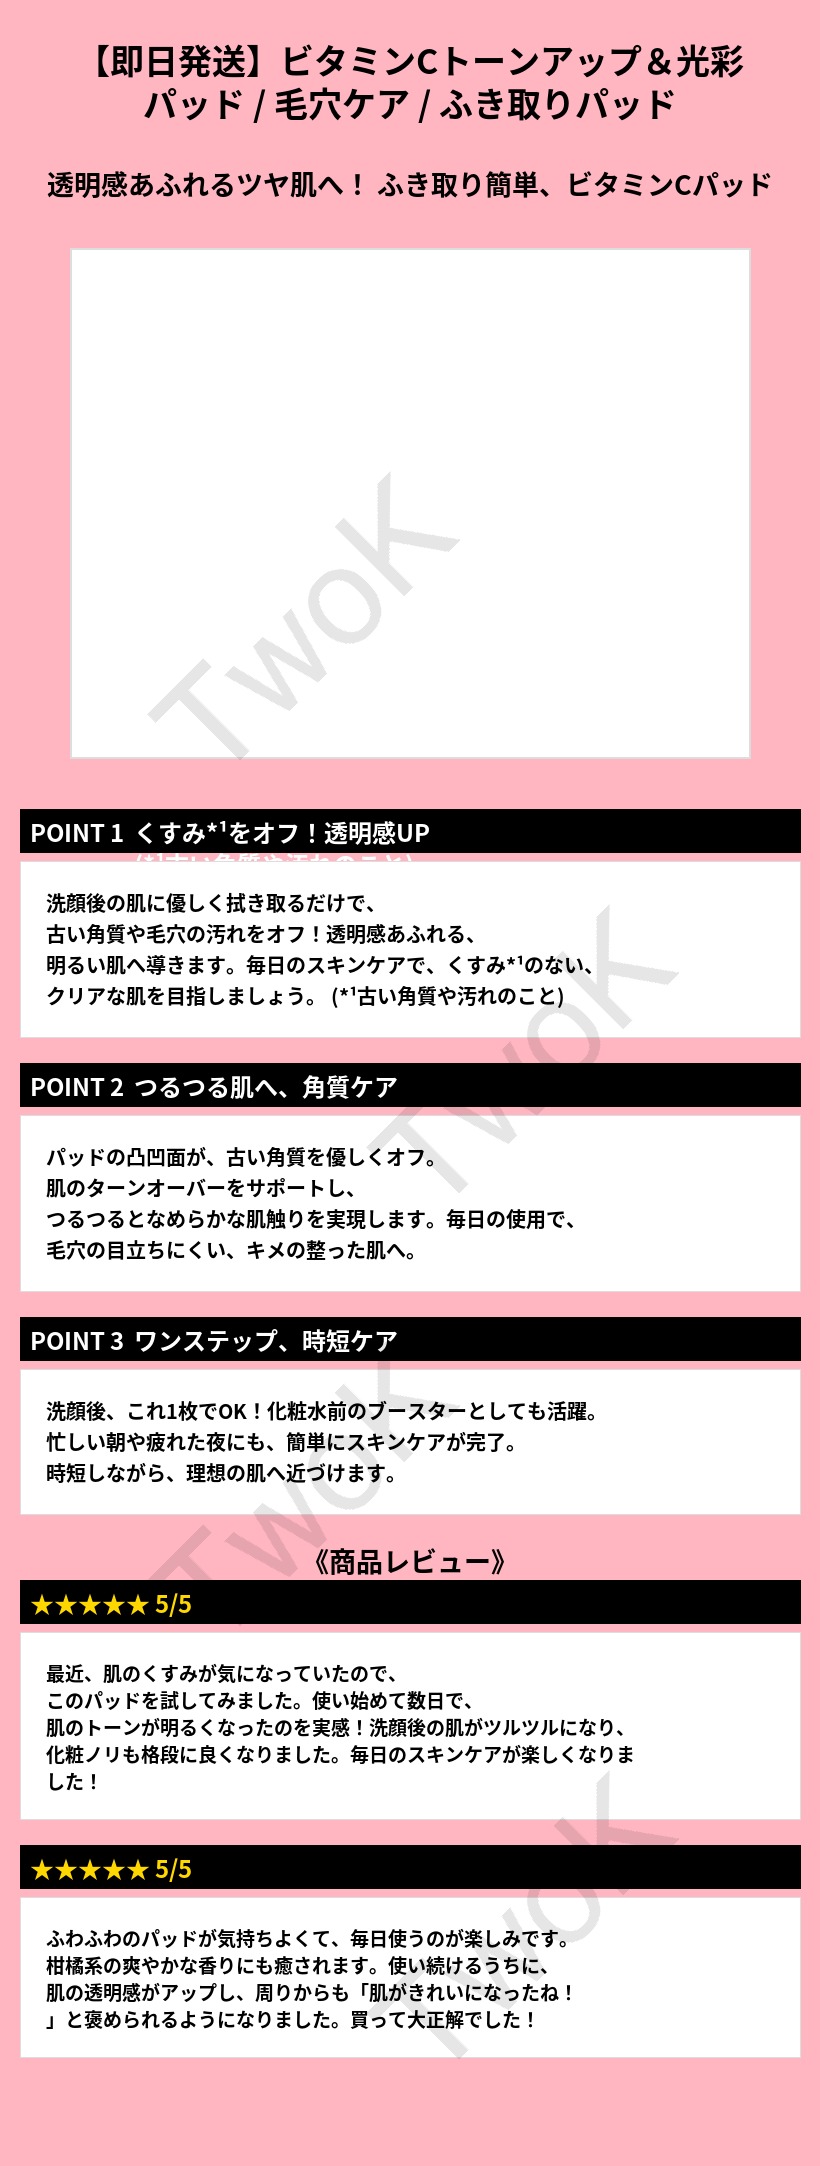 【即日発送】ビタミンCトーンアップ＆光彩
パッド / 毛穴ケア / ふき取りパッド
透明感あふれるツヤ肌へ！ ふき取り簡単、ビタミンCパッド
TwoK
POINT 1 くすみ*¹をオフ！透明感UP
(*¹古い角質や汚れのこと)
洗顔後の肌に優しく拭き取るだけで、
古い角質や毛穴の汚れをオフ！透明感あふれる、
明るい肌へ導きます。毎日のスキンケアで、くすみ*¹のない、
クリアな肌を目指しましょう。 (*¹古い角質や汚れのこと)
TwoK
POINT 2 つるつる肌へ、角質ケア
パッドの凸凹面が、古い角質を優しくオフ。
肌のターンオーバーをサポートし、
つるつるとなめらかな肌触りを実現します。毎日の使用で、
毛穴の目立ちにくい、キメの整った肌へ。
POINT 3 ワンステップ、時短ケア
洗顔後、これ1枚でOK！化粧水前のブースターとしても活躍。
忙しい朝や疲れた夜にも、簡単にスキンケアが完了。
時短しながら、理想の肌へ近づけます。
TwoK
《商品レビュー》
★★★★★ 5/5
最近、肌のくすみが気になっていたので、
このパッドを試してみました。使い始めて数日で、
肌のトーンが明るくなったのを実感！洗顔後の肌がツルツルになり、
化粧ノリも格段に良くなりました。毎日のスキンケアが楽しくなりま
した！
★★★★★ 5/5
ふわふわのパッドが気持ちよくて、毎日使うのが楽しみです。
柑橘系の爽やかな香りにも癒されます。使い続けるうちに、
肌の透明感がアップし、周りからも「肌がきれいになったね！
」と褒められるようになりました。買って大正解でした！
TwoK